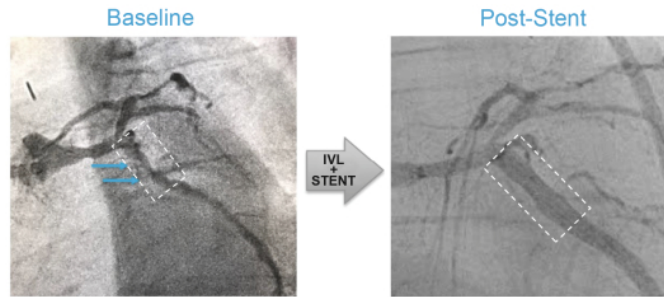 Baseline
Post-Stent
IVL
+
STENT